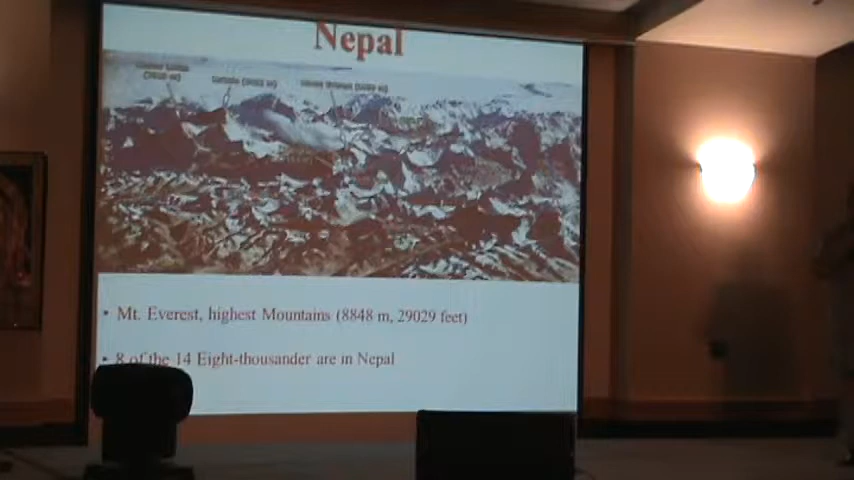 Nepal
• Mt. Everest, highest Mountains (8848 m, 29029 feet)
• 8 of the 14 Eight-thousander are in Nepal